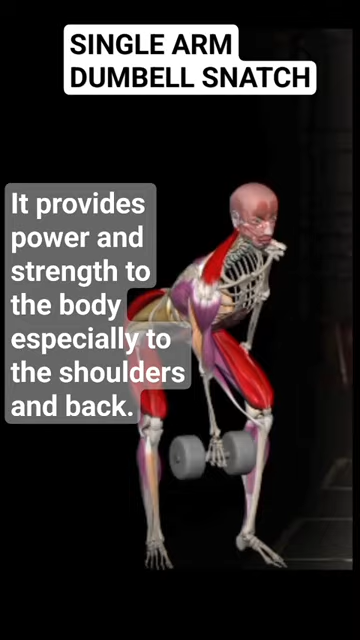 SINGLE ARM
DUMBELL SNATCH
It provides
power and
strength to
the body
especially to
the shoulders
and back.